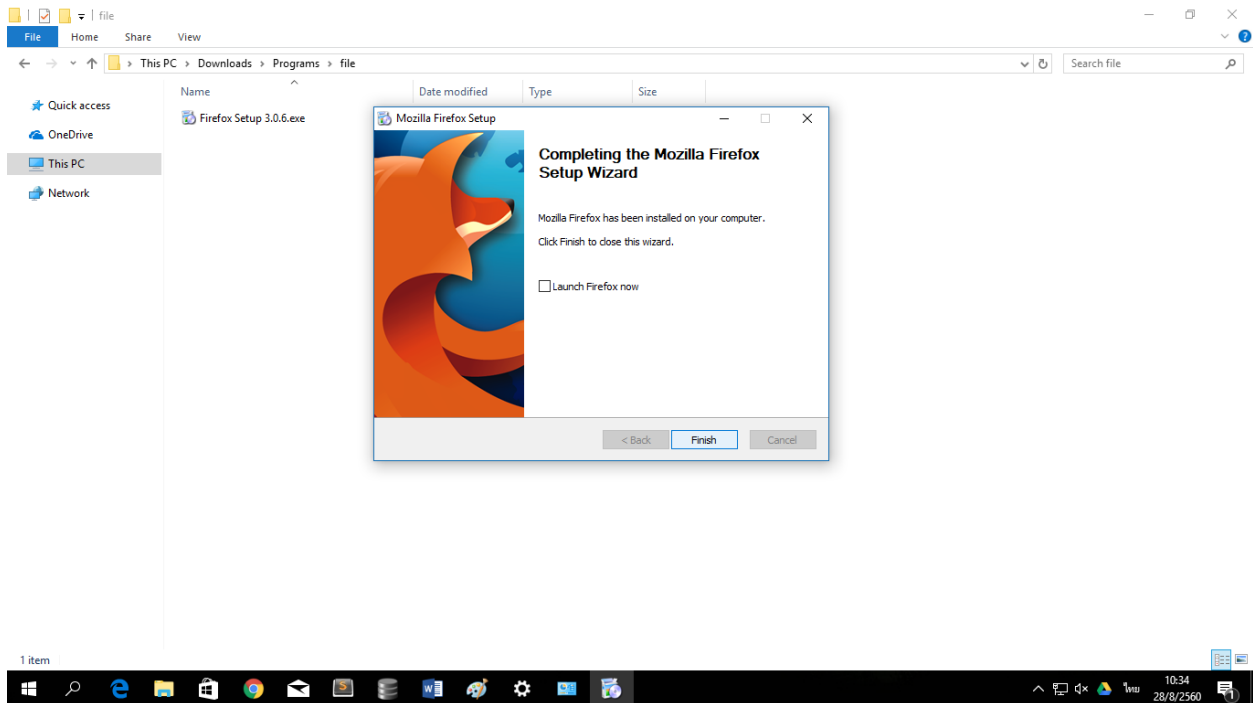 file
File Home Share View
This PC > Downloads > Programs > file
Search file
Name Date modified Type Size
Quick access
OneDrive
This PC
Network
Firefox Setup 3.0.6.exe
Mozilla Firefox Setup
Completing the Mozilla Firefox
Setup Wizard
Mozilla Firefox has been installed on your computer.
Click Finish to close this wizard.
Launch Firefox now
< Back Finish Cancel
1 item
ไทย
10:34
28/8/2560
1